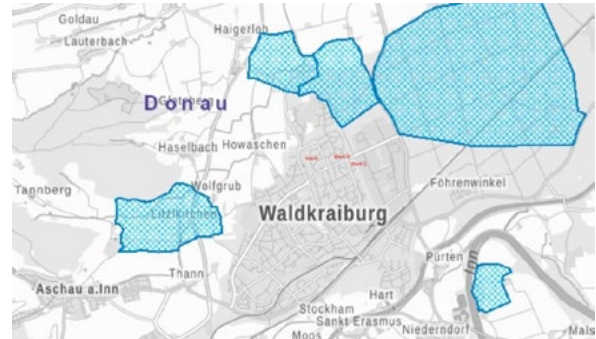 Goldau
Haigerloh
Lauterbach
Donau
Haselbach
Howaschen
Tannberg
Wolfgrub
Föhrenwinkel
Litzlkirchen
Waldkraiburg
Pürten
Inn
Thann
Aschau a.Inn
Hart
Stockham
Sankt Erasmus
Niederndorf
Moos